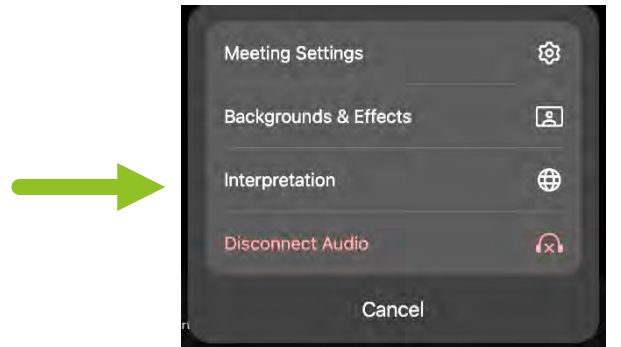 Meeting Settings
Backgrounds & Effects
Interpretation
Disconnect Audio
Cancel